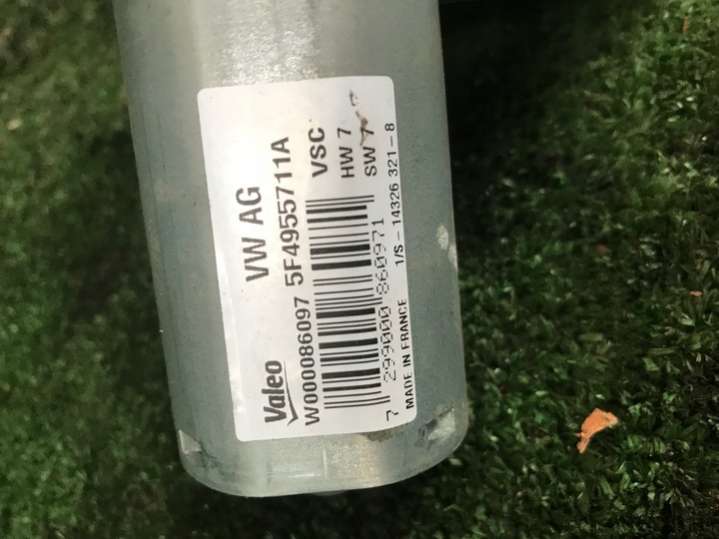 Valeo
VW AG
W000086097 5F4955711A
VSC
HW 7
SW 7
7 299000 860971
MADE IN FRANCE 1/S - 14326 321-8